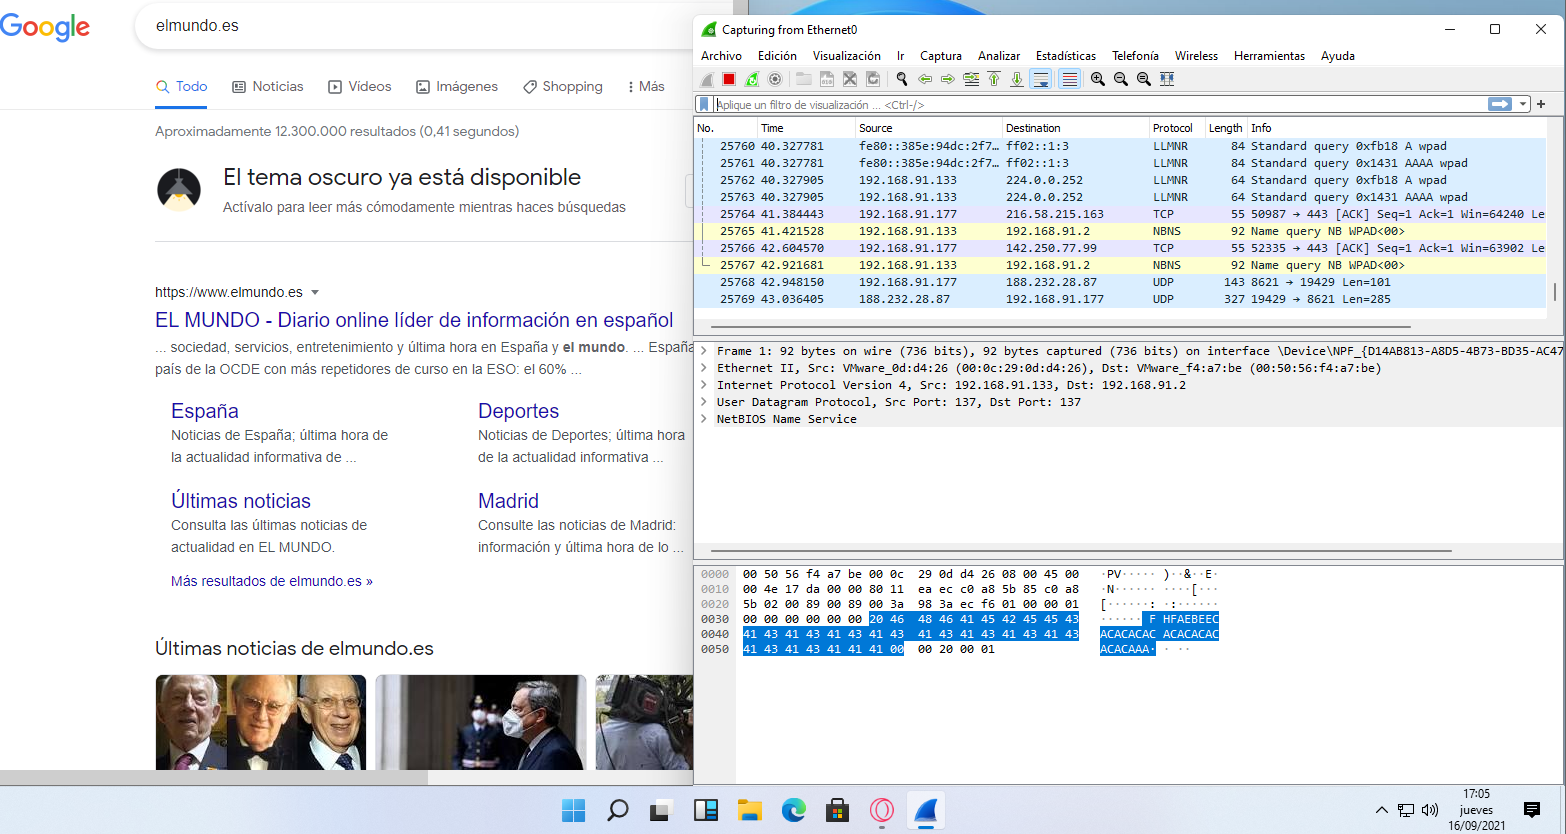 Google
elmundo.es
Todo
Noticias
Vídeos
Imágenes
Shopping
Más
Aproximadamente 12.300.000 resultados (0,41 segundos)
El tema oscuro ya está disponible
Actívalo para leer más cómodamente mientras haces búsquedas
https://www.elmundo.es
EL MUNDO - Diario online líder de información en español
... sociedad, servicios, entretenimiento y última hora en España y el mundo. ... España
país de la OCDE con más repetidores de curso en la ESO: el 60% ...
España
Noticias de España; última hora de
la actualidad informativa de ...
Deportes
Noticias de Deportes; última hora
de la actualidad informativa ...
Últimas noticias
Consulta las últimas noticias de
actualidad en EL MUNDO.
Madrid
Consulte las noticias de Madrid:
información y última hora de lo ...
Más resultados de elmundo.es »
Últimas noticias de elmundo.es
Capturing from Ethernet0
Archivo Edición Visualización Ir Captura Analizar Estadísticas Telefonía Wireless Herramientas Ayuda
Aplique un filtro de visualización ... <Ctrl-/>
No. Time Source Destination Protocol Length Info
25760 40.327781 fe80::385e:94dc:2f7… ff02::1:3 LLMNR 84 Standard query 0xfb18 A wpad
25761 40.327781 fe80::385e:94dc:2f7… ff02::1:3 LLMNR 84 Standard query 0x1431 AAAA wpad
25762 40.327905 192.168.91.133 224.0.0.252 LLMNR 64 Standard query 0xfb18 A wpad
25763 40.327905 192.168.91.133 224.0.0.252 LLMNR 64 Standard query 0x1431 AAAA wpad
25764 41.384443 192.168.91.177 216.58.215.163 TCP 55 50987 → 443 [ACK] Seq=1 Ack=1 Win=64240 Le
25765 41.421528 192.168.91.133 192.168.91.2 NBNS 92 Name query NB WPAD<00>
25766 42.604570 192.168.91.177 142.250.77.99 TCP 55 52335 → 443 [ACK] Seq=1 Ack=1 Win=63902 Le
25767 42.921681 192.168.91.133 192.168.91.2 NBNS 92 Name query NB WPAD<00>
25768 42.948150 192.168.91.177 188.232.28.87 UDP 143 8621 → 19429 Len=101
25769 43.036405 188.232.28.87 192.168.91.177 UDP 327 19429 → 8621 Len=285
Frame 1: 92 bytes on wire (736 bits), 92 bytes captured (736 bits) on interface \Device\NPF_{D14AB813-A8D5-4B73-BD35-AC47
Ethernet II, Src: VMware_0d:d4:26 (00:0c:29:0d:d4:26), Dst: VMware_f4:a7:be (00:50:56:f4:a7:be)
Internet Protocol Version 4, Src: 192.168.91.133, Dst: 192.168.91.2
User Datagram Protocol, Src Port: 137, Dst Port: 137
NetBIOS Name Service
0000 00 50 56 f4 a7 be 00 0c 29 0d d4 26 08 00 45 00 ·PV····· )··&··E·
0010 00 4e 17 da 00 00 80 11 ea ec c0 a8 5b 85 c0 a8 ·N······ ····[···
0020 5b 02 00 89 00 89 00 3a 98 3a ec f6 01 00 00 01 [······: ·:······
0030 00 00 00 00 00 00 20 46 48 46 41 45 42 45 45 43 ······ F HFAEBEEC
0040 41 43 41 43 41 43 41 43 41 43 41 43 41 43 41 43 ACACACAC ACACACAC
0050 41 43 41 43 41 41 41 00 00 20 00 01 ACACAAA· · ··
17:05
jueves
16/09/2021